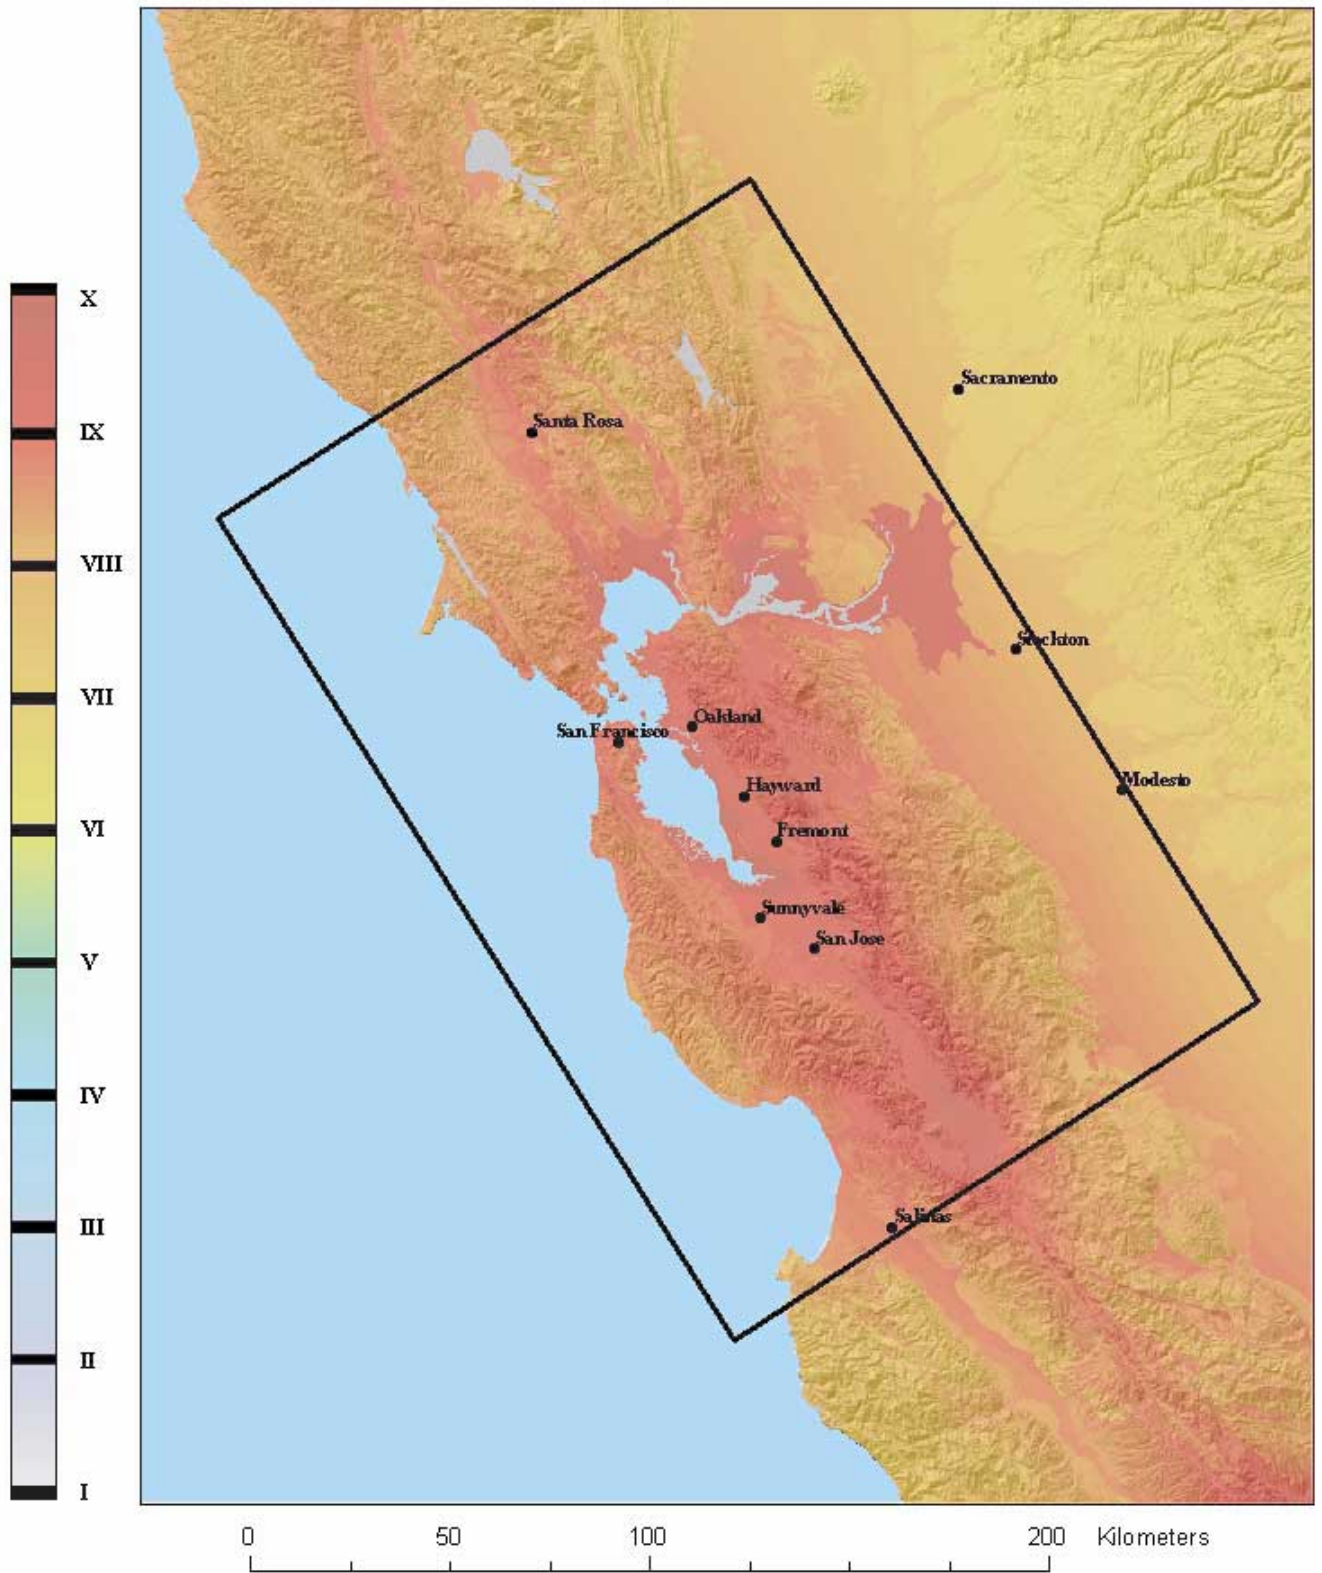 X
IX
VIII
VII
VI
V
IV
III
II
I
Sacramento
Santa Rosa
Stockton
Oakland
San Francisco
Modesto
Hayward
Fremont
Sunnyvale
San Jose
Salinas
0 50 100 200 Kilometers